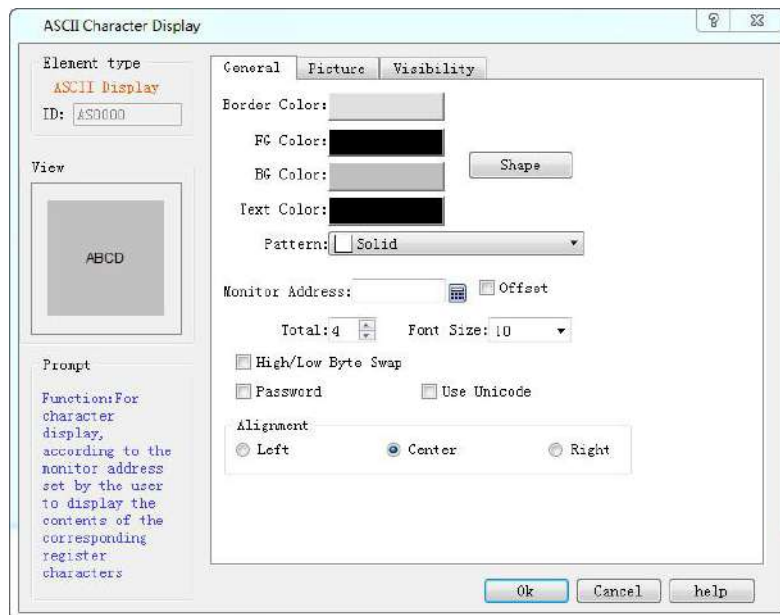 ASCII Character Display
Element type
ASCII Display
ID: AS0000
View
ABCD
Prompt
Function:For
character
display,
according to the
monitor address
set by the user
to display the
contents of the
corresponding
register
characters
General Picture Visibility
Border Color:
FG Color:
BG Color:
Shape
Text Color:
Pattern: Solid
Monitor Address: Offset
Total: 4 Font Size: 10
High/Low Byte Swap
Password Use Unicode
Alignment
Left Center Right
Ok Cancel help